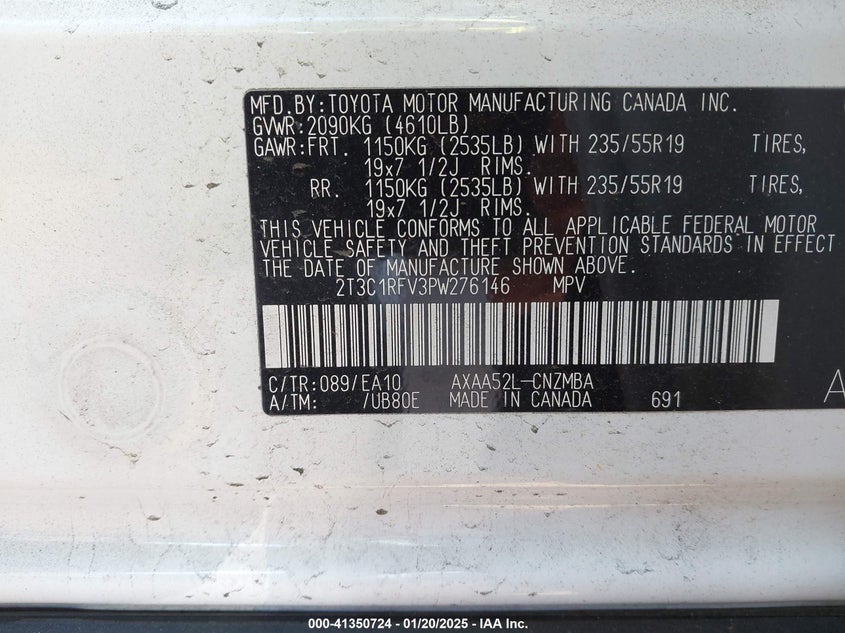 MFD.BY:TOYOTA MOTOR MANUFACTURING CANADA INC.
GVWR:2090KG (4610LB)
GAWR:FRT. 1150KG (2535LB) WITH 235/55R19 TIRES,
19x7 1/2J RIMS.
RR. 1150KG (2535LB) WITH 235/55R19 TIRES,
19x7 1/2J RIMS.
THIS VEHICLE CONFORMS TO ALL APPLICABLE FEDERAL MOTOR
VEHICLE SAFETY AND THEFT PREVENTION STANDARDS IN EFFECT
THE DATE OF MANUFACTURE SHOWN ABOVE.
2T3C1RFV3PW276146 MPV
C/TR:089/EA10 AXAA52L-CNZMBA
A/TM: /UB80E MADE IN CANADA 691
000-41350724 — 01/20/2025 — IAA Inc.